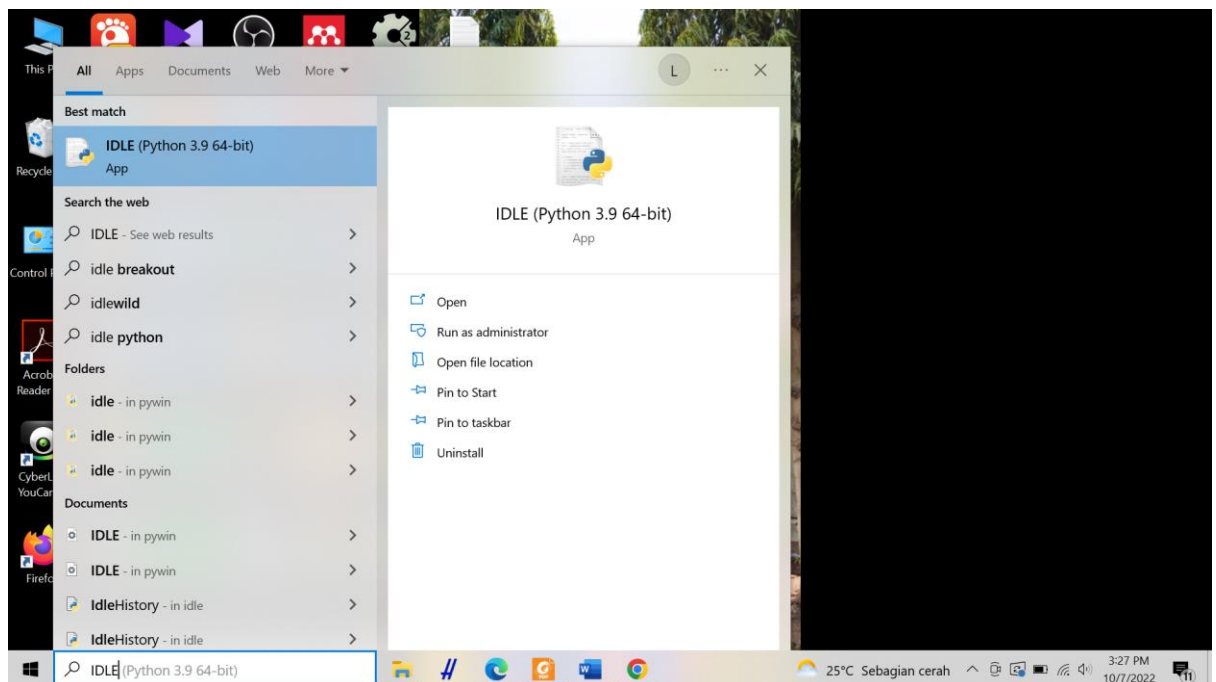 This P
All Apps Documents Web More L ... 
Best match
IDLE (Python 3.9 64-bit)
App
Recycle
Search the web
IDLE - See web results
Control P
idle breakout
idlewild
idle python
Acrob
Reader
Folders
idle - in pywin
idle - in pywin
idle - in pywin
CyberL
YouCar
Documents
IDLE - in pywin
IDLE - in pywin
Firefo
IdleHistory - in idle
IdleHistory - in idle
IDLE (Python 3.9 64-bit)
App
Open
Run as administrator
Open file location
Pin to Start
Pin to taskbar
Uninstall
IDLE (Python 3.9 64-bit)
25°C Sebagian cerah
3:27 PM
10/7/2022
11
2